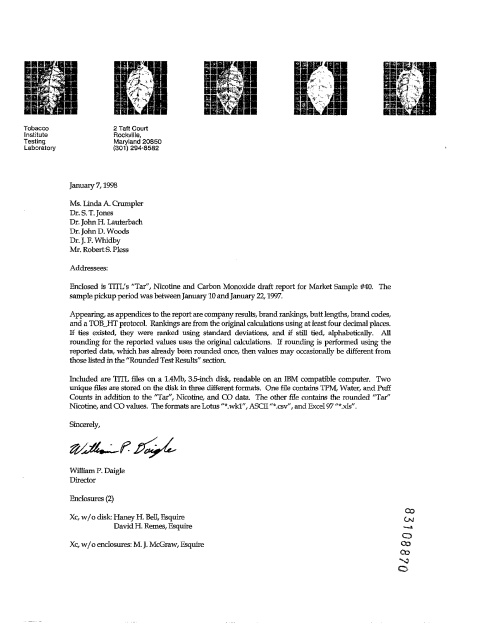 Tobacco
Institute
Testing
Laboratory
2 Taft Court
Rockville,
Maryland 20850
(301) 294-8582
January 7, 1998
Ms. Linda A. Crumpler
Dr. S. T. Jones
Dr. John H. Lauterbach
Dr. John D. Woods
Dr. J. F. Whidby
Mr. Robert S. Pless
Addressees:
Enclosed is TITL's "Tar", Nicotine and Carbon Monoxide draft report for Market Sample #40. The
sample pickup period was between January 10 and January 22, 1997.
Appearing, as appendices to the report are company results, brand rankings, butt lengths, brand codes,
and a TOB_HT protocol. Rankings are from the original calculations using at least four decimal places.
If ties existed, they were ranked using standard deviations, and if still tied, alphabetically. All
rounding for the reported values uses the original calculations. If rounding is performed using the
reported data, which has already been rounded once, then values may occasionally be different from
those listed in the "Rounded Test Results" section.
Included are TITL files on a 1.4Mb, 3.5-inch disk, readable on an IBM compatible computer. Two
unique files are stored on the disk in three different formats. One file contains TPM, Water, and Puff
Counts in addition to the "Tar", Nicotine, and CO data. The other file contains the rounded "Tar"
Nicotine, and CO values. The formats are Lotus "*.wk1", ASCII "*.csv", and Excel 97 "*.xls".
Sincerely,
William P. Daigle
William P. Daigle
Director
Enclosures (2)
Xc, w/o disk: Haney H. Bell, Esquire
David H. Remes, Esquire
Xc, w/o enclosures: M. J. McGraw, Esquire
83108870